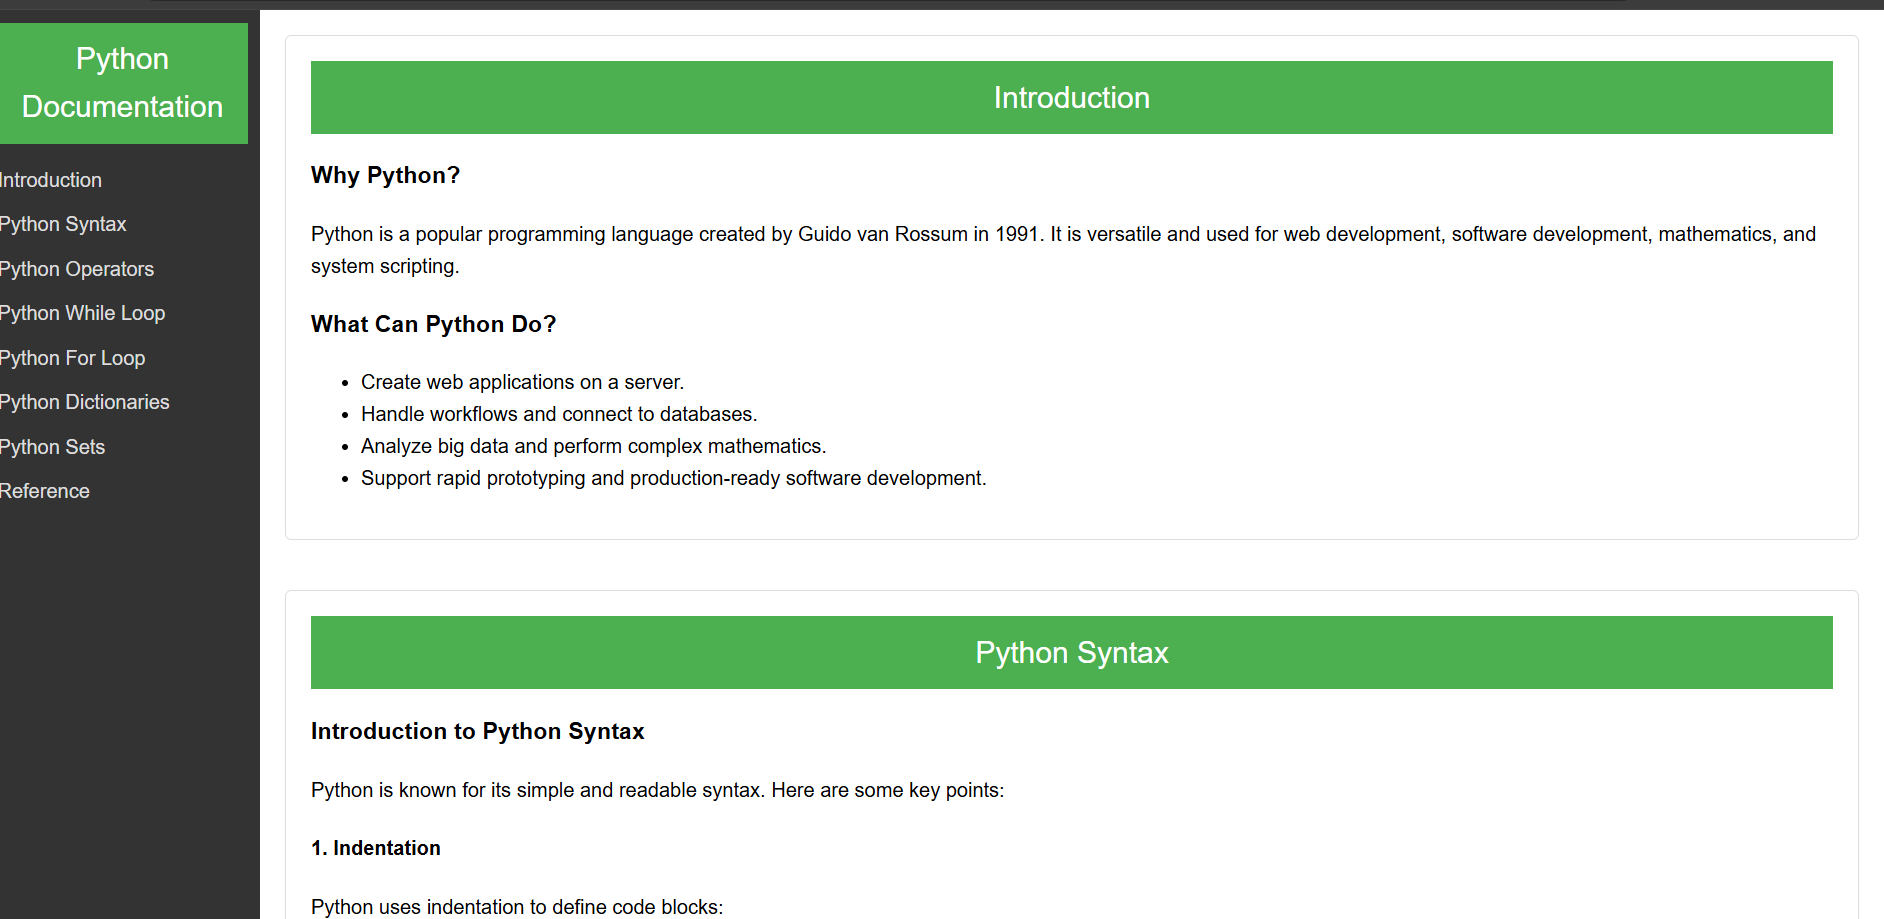 Python
Documentation
Introduction
Python Syntax
Python Operators
Python While Loop
Python For Loop
Python Dictionaries
Python Sets
Reference
Introduction
Why Python?
Python is a popular programming language created by Guido van Rossum in 1991. It is versatile and used for web development, software development, mathematics, and
system scripting.
What Can Python Do?
• Create web applications on a server.
• Handle workflows and connect to databases.
• Analyze big data and perform complex mathematics.
• Support rapid prototyping and production-ready software development.
Python Syntax
Introduction to Python Syntax
Python is known for its simple and readable syntax. Here are some key points:
1. Indentation
Python uses indentation to define code blocks: